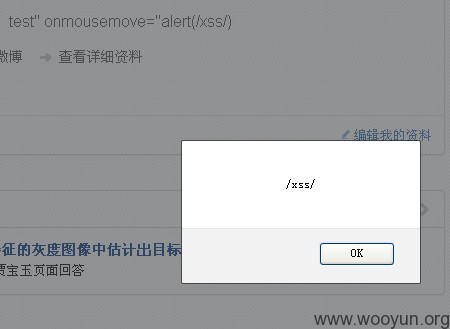 test" onmousemove="alert(/xss/)
微博 → 查看详细资料
编辑我的资料
/xss/
征的灰度图像中估计出目标
贾宝玉页面回答
OK
www.wooyun.org